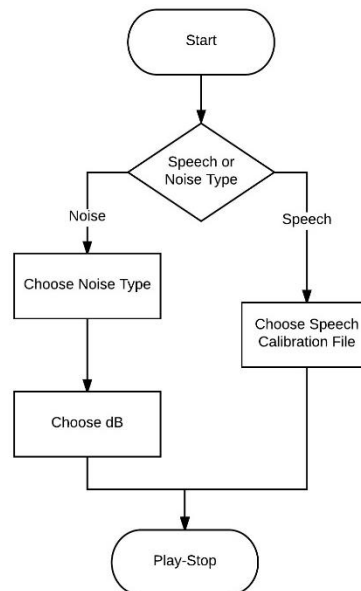 Start
Speech or
Noise Type
Noise
Speech
Choose Noise Type
Choose Speech
Calibration File
Choose dB
Play-Stop